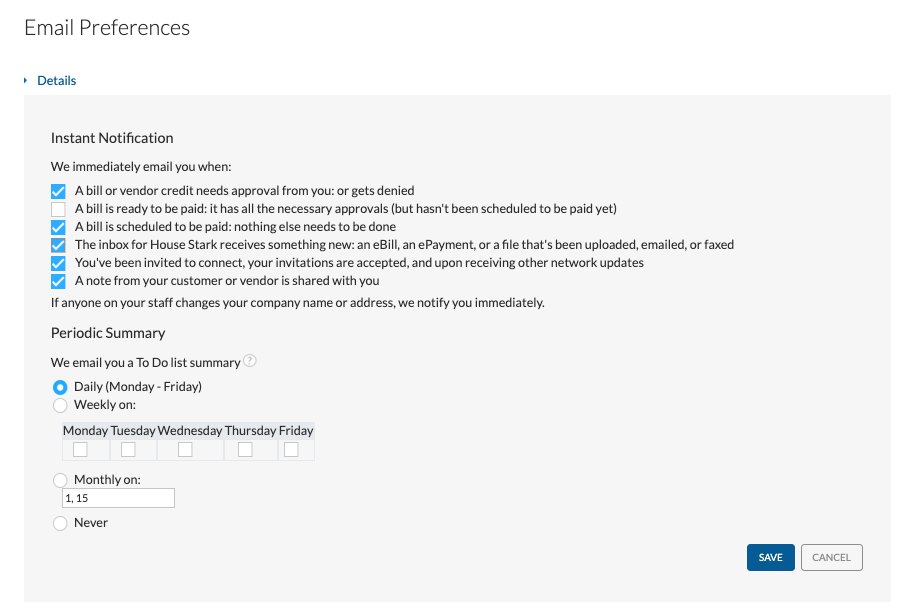 Email Preferences
Details
Instant Notification
We immediately email you when:
A bill or vendor credit needs approval from you: or gets denied
A bill is ready to be paid: it has all the necessary approvals (but hasn't been scheduled to be paid yet)
A bill is scheduled to be paid: nothing else needs to be done
The inbox for House Stark receives something new: an eBill, an ePayment, or a file that's been uploaded, emailed, or faxed
You've been invited to connect, your invitations are accepted, and upon receiving other network updates
A note from your customer or vendor is shared with you
If anyone on your staff changes your company name or address, we notify you immediately.
Periodic Summary
We email you a To Do list summary ?
Daily (Monday - Friday)
Weekly on:
Monday Tuesday Wednesday Thursday Friday
Monthly on:
1, 15
Never
SAVE CANCEL